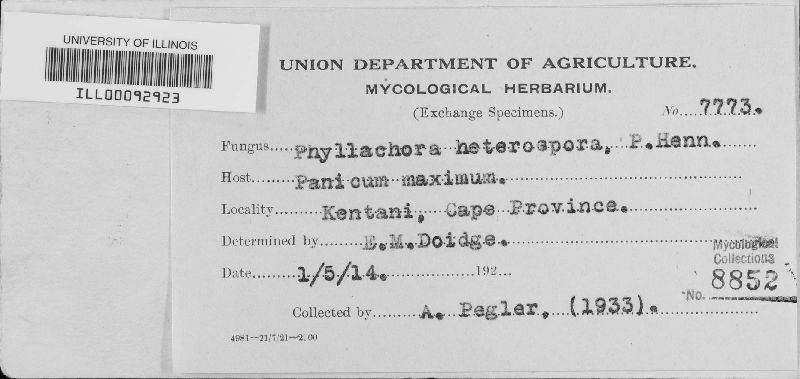 UNIVERSITY OF ILLINOIS
ILL00092923
UNION DEPARTMENT OF AGRICULTURE.
MYCOLOGICAL HERBARIUM.
(Exchange Specimens.)
No. 7773.
Fungus.....Phyllachora heterospora, P.Henn.
Host........Panicum maximum.
Locality.........Kentani, Cape Province.
Determined by.......E.M.Doidge.
Date.........1/5/14...................192...
Mycological
Collections
No. 8852
Collected by.........A. Pegler, (1933).
4981—21/7/21—2,00